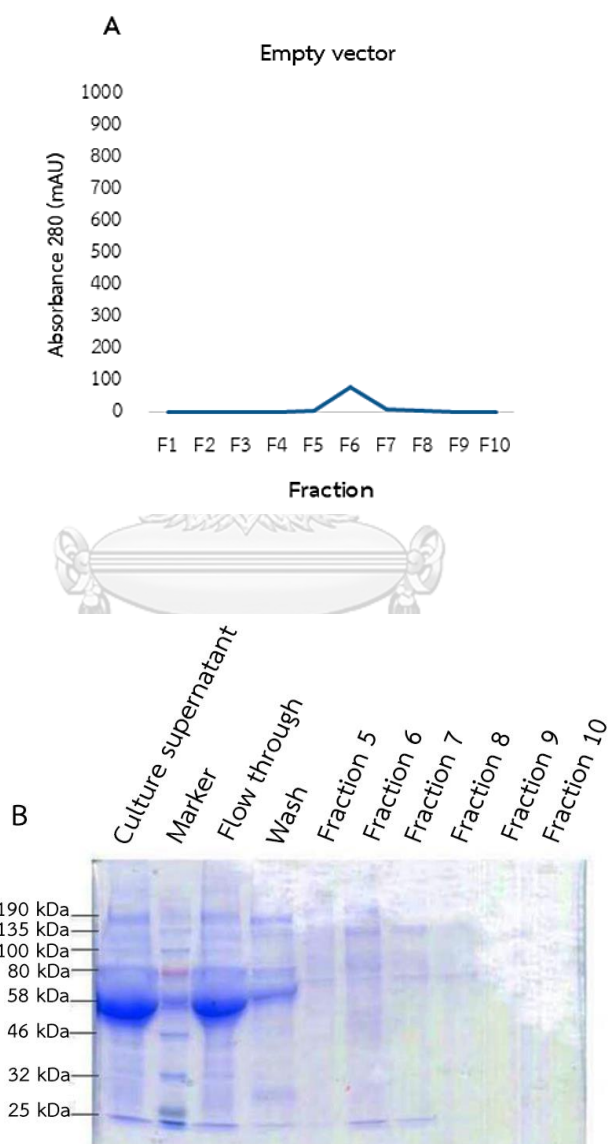 A
Empty vector
1000
900
800
700
600
500
400
300
200
100
0
Absorbance 280 (mAU)
F1 F2 F3 F4 F5 F6 F7 F8 F9 F10
Fraction
B
Culture supernatant
Marker
Flow through
Wash
Fraction 5
Fraction 6
Fraction 7
Fraction 8
Fraction 9
Fraction 10
190 kDa
135 kDa
100 kDa
80 kDa
58 kDa
46 kDa
32 kDa
25 kDa